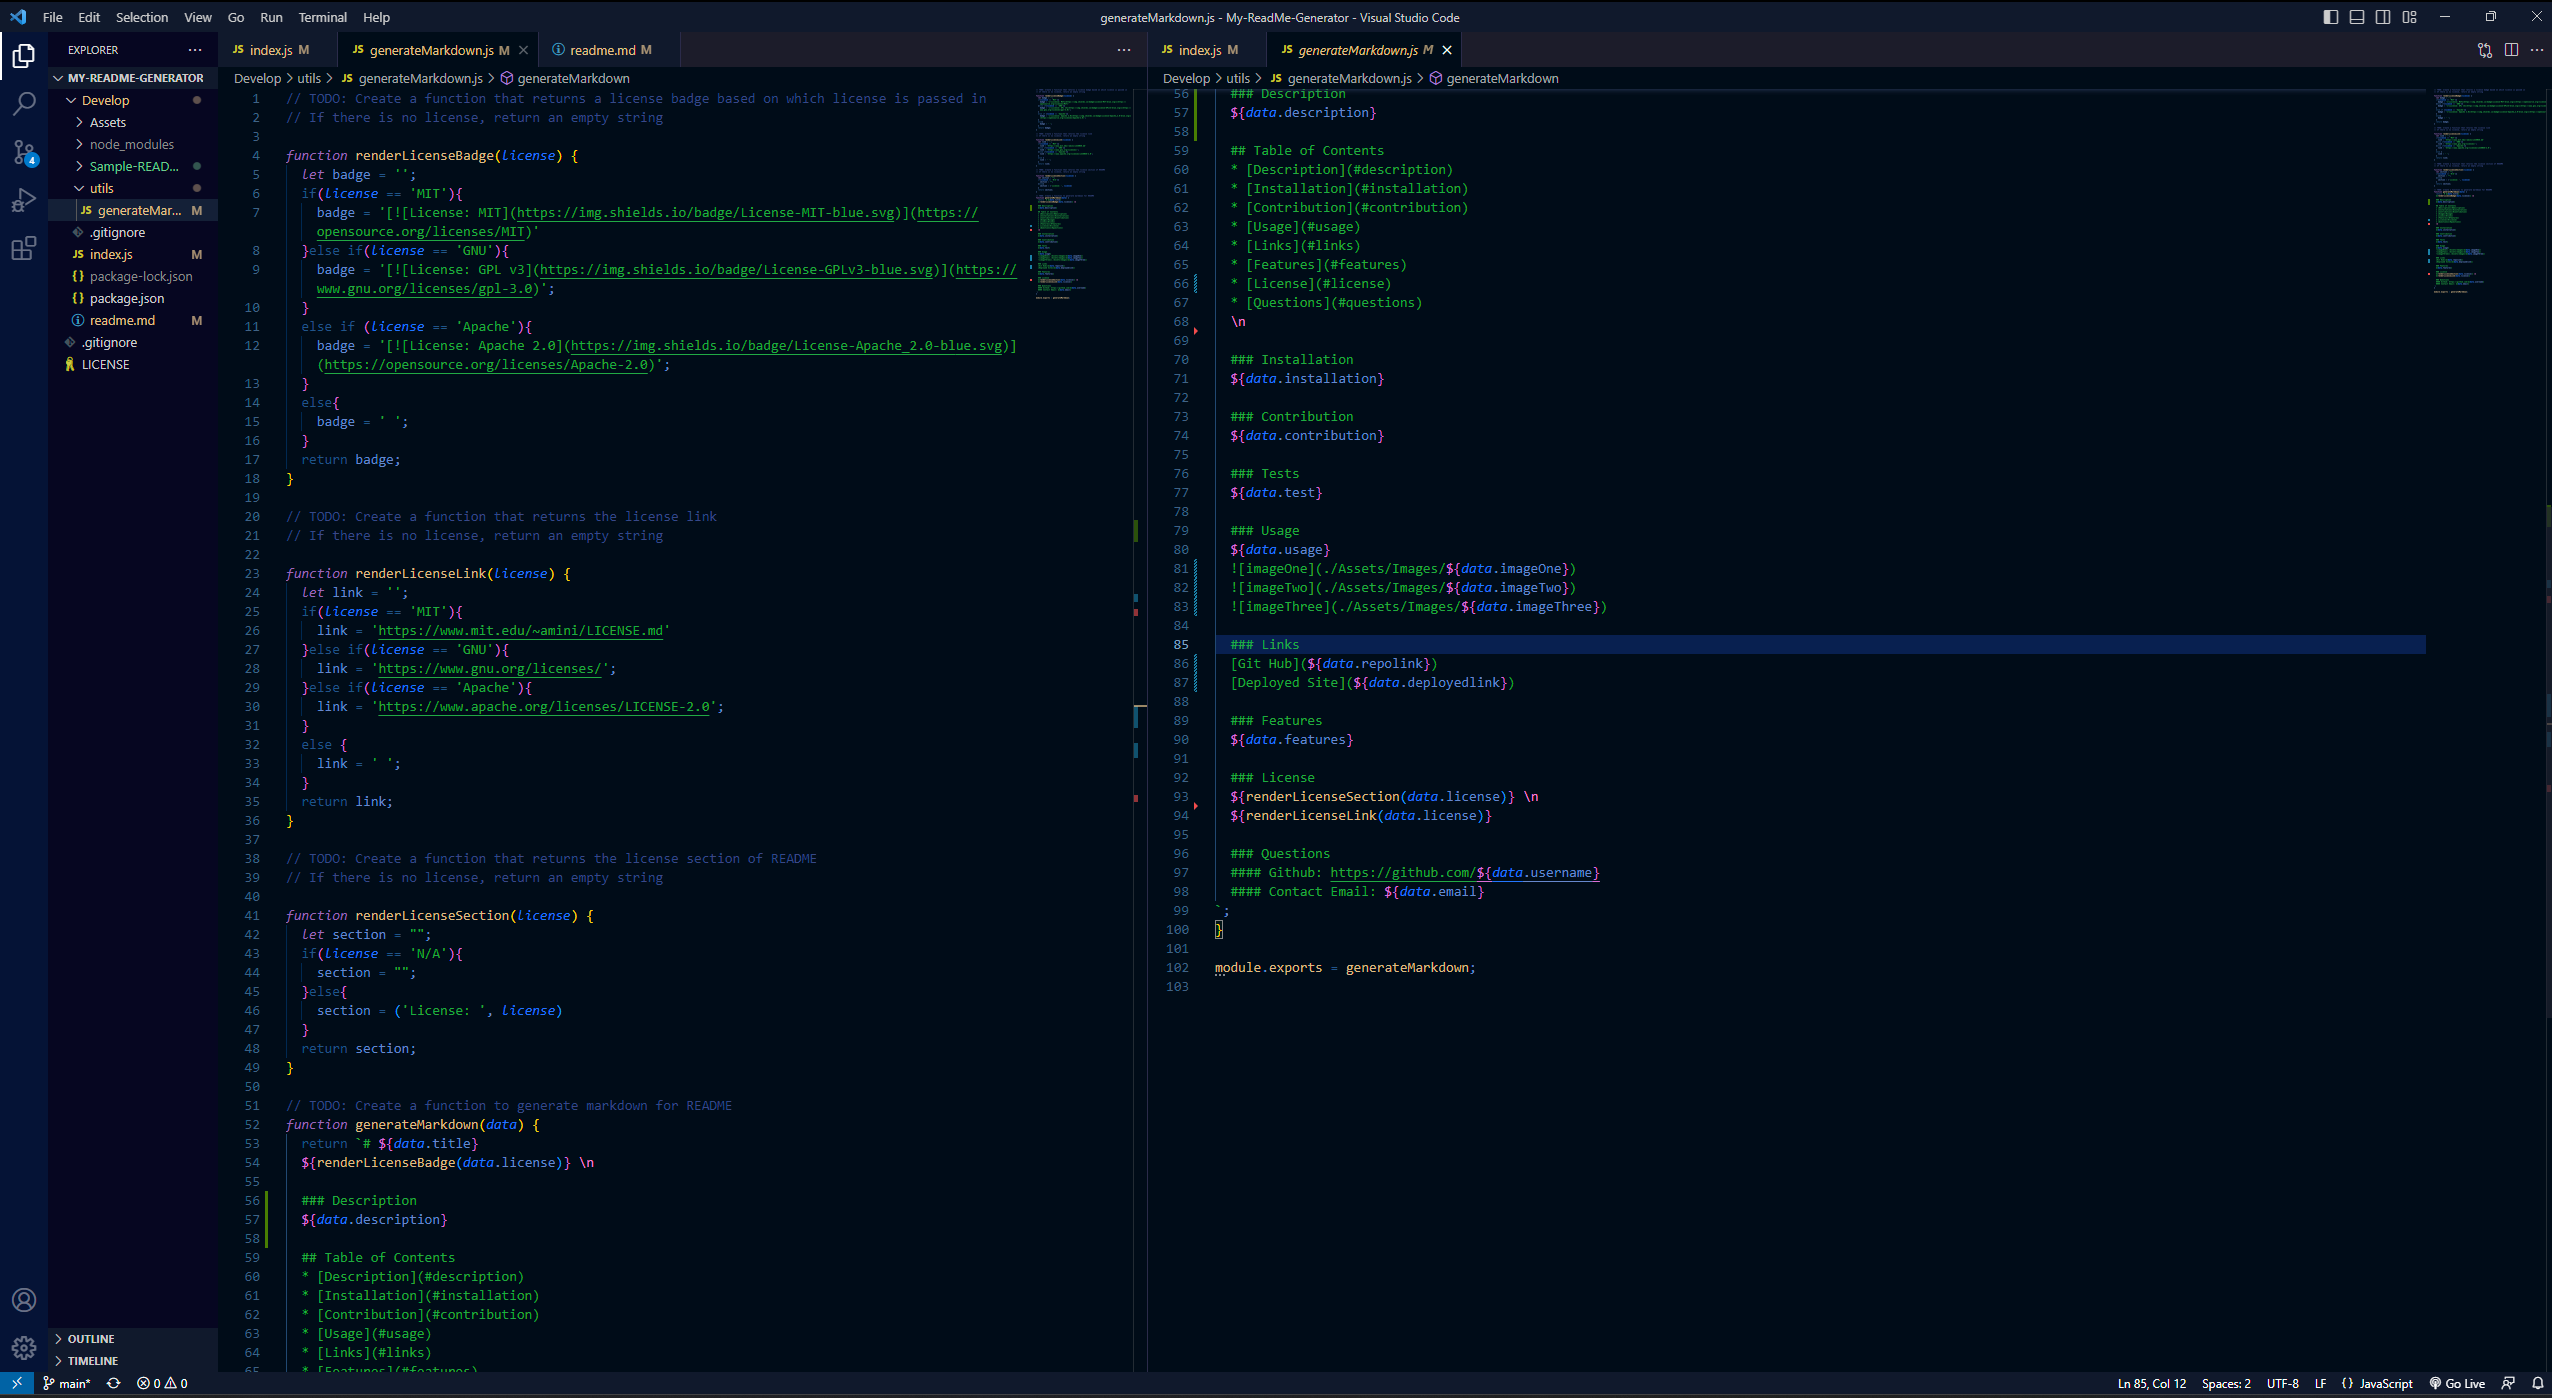 File Edit Selection View Go Run Terminal Help
generateMarkdown.js - My-ReadMe-Generator - Visual Studio Code
EXPLORER
MY-README-GENERATOR
Develop
Assets
node_modules
Sample-READ...
utils
JS generateMar... M
.gitignore
JS index.js M
{} package-lock.json
{} package.json
readme.md M
.gitignore
LICENSE
OUTLINE
TIMELINE
4
JS index.js M
JS generateMarkdown.js M
readme.md M
Develop > utils > JS generateMarkdown.js > generateMarkdown
1 // TODO: Create a function that returns a license badge based on which license is passed in
2 // If there is no license, return an empty string
3
4 function renderLicenseBadge(license) {
5 let badge = '';
6 if(license == 'MIT'){
7 badge = '[![License: MIT](https://img.shields.io/badge/License-MIT-blue.svg)](https://
opensource.org/licenses/MIT)'
8 }else if(license == 'GNU'){
9 badge = '[![License: GPL v3](https://img.shields.io/badge/License-GPLv3-blue.svg)](https://
www.gnu.org/licenses/gpl-3.0)';
10 }
11 else if (license == 'Apache'){
12 badge = '[![License: Apache 2.0](https://img.shields.io/badge/License-Apache_2.0-blue.svg)]
(https://opensource.org/licenses/Apache-2.0)';
13 }
14 else{
15 badge = ' ';
16 }
17 return badge;
18 }
19
20 // TODO: Create a function that returns the license link
21 // If there is no license, return an empty string
22
23 function renderLicenseLink(license) {
24 let link = '';
25 if(license == 'MIT'){
26 link = 'https://www.mit.edu/~amini/LICENSE.md'
27 }else if(license == 'GNU'){
28 link = 'https://www.gnu.org/licenses/';
29 }else if(license == 'Apache'){
30 link = 'https://www.apache.org/licenses/LICENSE-2.0';
31 }
32 else {
33 link = ' ';
34 }
35 return link;
36 }
37
38 // TODO: Create a function that returns the license section of README
39 // If there is no license, return an empty string
40
41 function renderLicenseSection(license) {
42 let section = "";
43 if(license == 'N/A'){
44 section = "";
45 }else{
46 section = ('License: ', license)
47 }
48 return section;
49 }
50
51 // TODO: Create a function to generate markdown for README
52 function generateMarkdown(data) {
53 return `# ${data.title}
54 ${renderLicenseBadge(data.license)} \n
55
56 ### Description
57 ${data.description}
58
59 ## Table of Contents
60 * [Description](#description)
61 * [Installation](#installation)
62 * [Contribution](#contribution)
63 * [Usage](#usage)
64 * [Links](#links)
65 * [Features](#features)
JS index.js M
JS generateMarkdown.js M
Develop > utils > JS generateMarkdown.js > generateMarkdown
56 ### Description
57 ${data.description}
58
59 ## Table of Contents
60 * [Description](#description)
61 * [Installation](#installation)
62 * [Contribution](#contribution)
63 * [Usage](#usage)
64 * [Links](#links)
65 * [Features](#features)
66 * [License](#license)
67 * [Questions](#questions)
68 \n
69
70 ### Installation
71 ${data.installation}
72
73 ### Contribution
74 ${data.contribution}
75
76 ### Tests
77 ${data.test}
78
79 ### Usage
80 ${data.usage}
81 ![imageOne](./Assets/Images/${data.imageOne})
82 ![imageTwo](./Assets/Images/${data.imageTwo})
83 ![imageThree](./Assets/Images/${data.imageThree})
84
85 ### Links
86 [Git Hub](${data.repolink})
87 [Deployed Site](${data.deployedlink})
88
89 ### Features
90 ${data.features}
91
92 ### License
93 ${renderLicenseSection(data.license)} \n
94 ${renderLicenseLink(data.license)}
95
96 ### Questions
97 #### Github: https://github.com/${data.username}
98 #### Contact Email: ${data.email}
99 `;
100 }
101
102 module.exports = generateMarkdown;
103
main* 0 0
Ln 85, Col 12 Spaces: 2 UTF-8 LF {} JavaScript Go Live